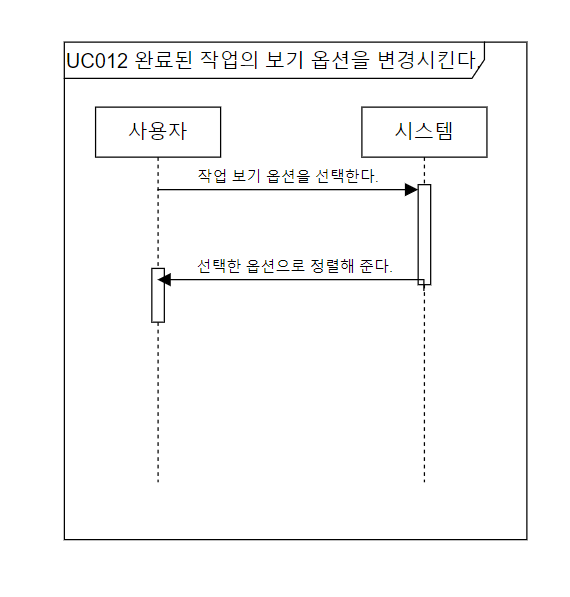 UC012 완료된 작업의 보기 옵션을 변경시킨다.
사용자
시스템
작업 보기 옵션을 선택한다.
선택한 옵션으로 정렬해 준다.